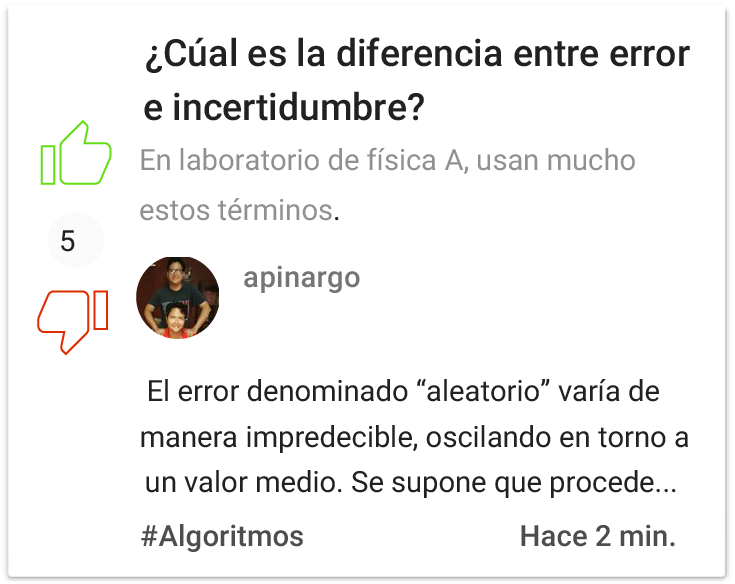 ¿Cúal es la diferencia entre error
e incertidumbre?
En laboratorio de física A, usan mucho
estos términos.
5
apinargo
El error denominado “aleatorio” varía de
manera impredecible, oscilando en torno a
un valor medio. Se supone que procede...
#Algoritmos
Hace 2 min.